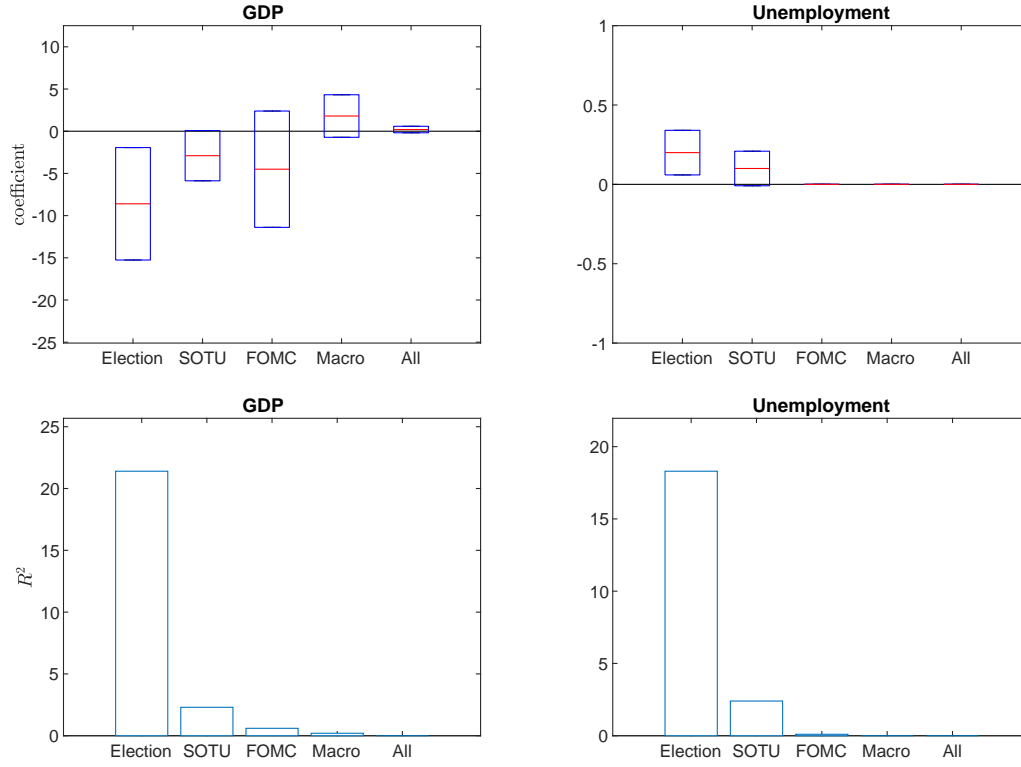 GDP
10
5
0
-5
-10
-15
-20
-25
coefficient
Election SOTU FOMC Macro All
Unemployment
1
0.5
0
-0.5
-1
Election SOTU FOMC Macro All
GDP
25
20
15
10
5
0
R²
Election SOTU FOMC Macro All
Unemployment
20
15
10
5
0
Election SOTU FOMC Macro All